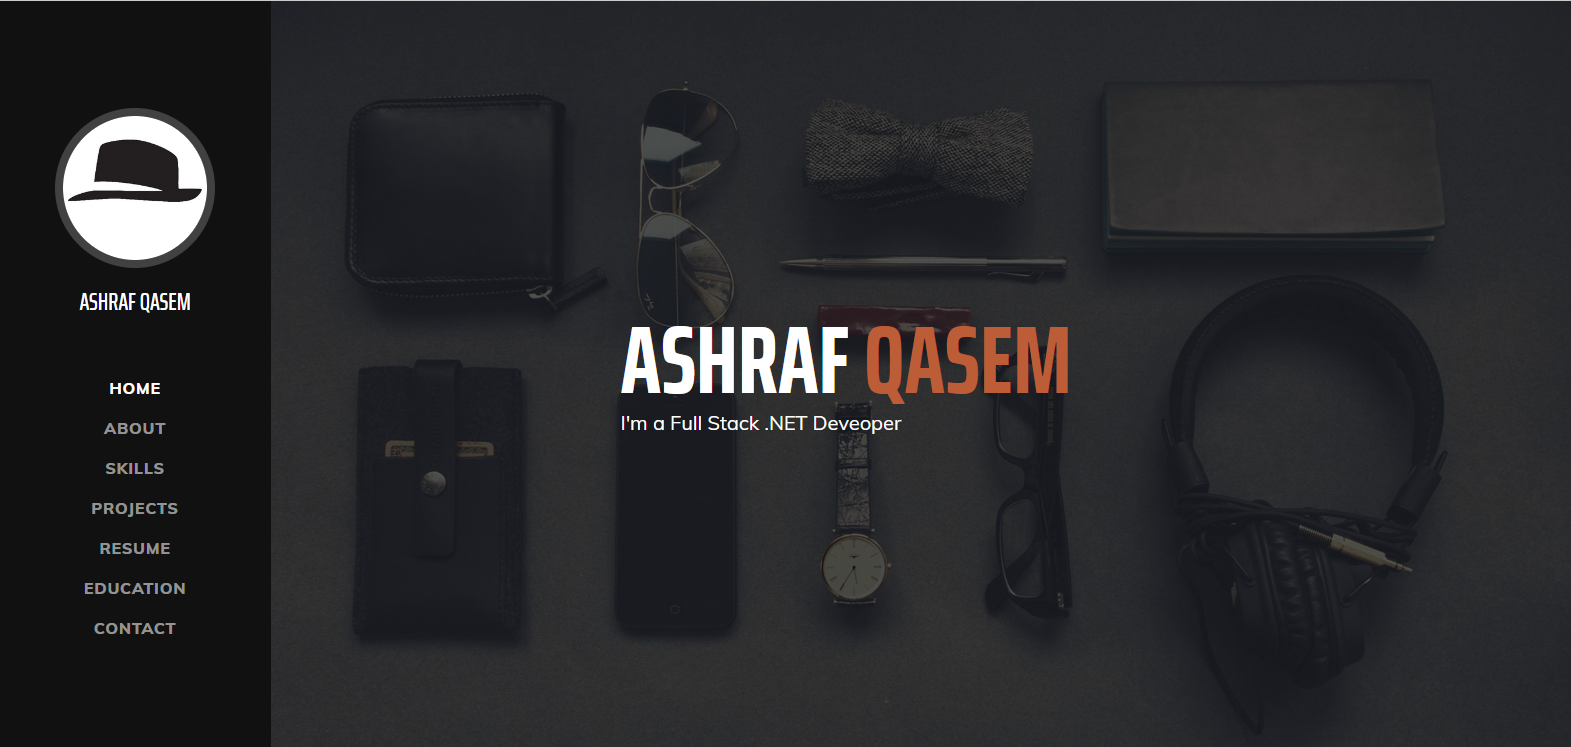 ASHRAF QASEM
HOME
ABOUT
SKILLS
PROJECTS
RESUME
EDUCATION
CONTACT
ASHRAF QASEM
I'm a Full Stack .NET Deveoper